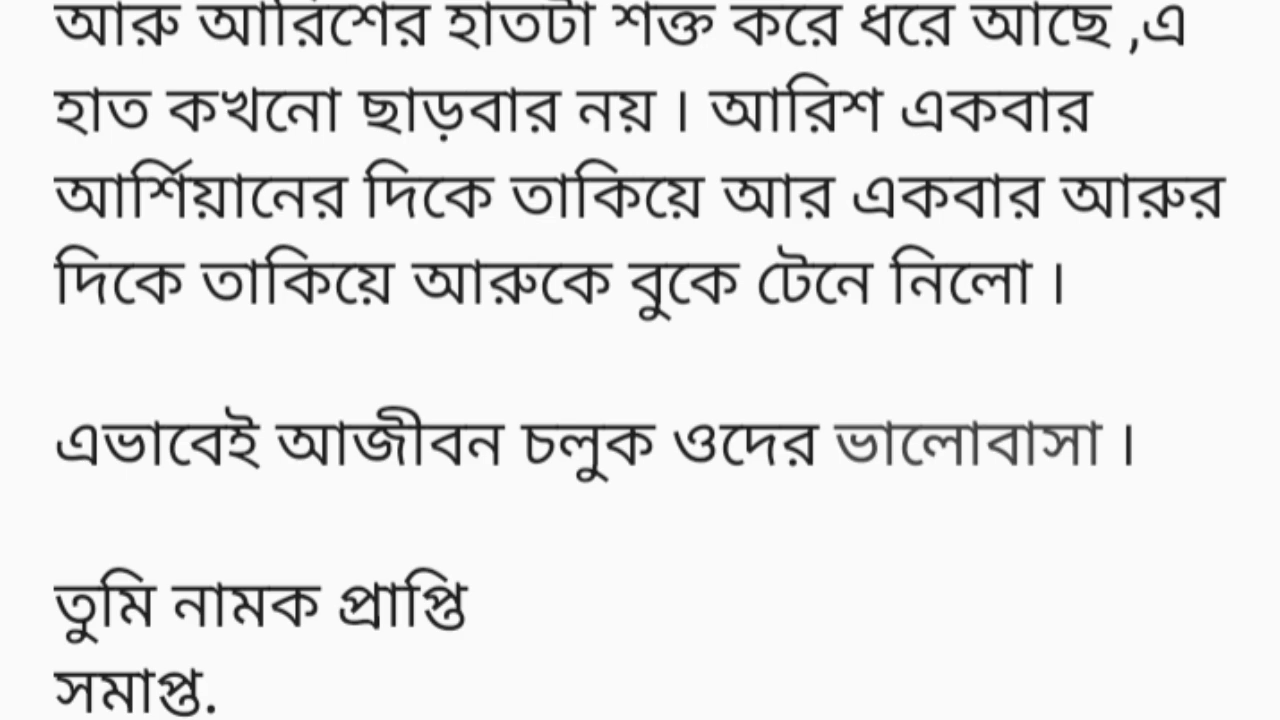 আরু আরিশের হাতটা শক্ত করে ধরে আছে ,এ
হাত কখনো ছাড়বার নয় । আরিশ একবার
আর্শিয়ানের দিকে তাকিয়ে আর একবার আরুর
দিকে তাকিয়ে আরুকে বুকে টেনে নিলো ।
এভাবেই আজীবন চলুক ওদের ভালোবাসা ।
তুমি নামক প্রাপ্তি
সমাপ্ত.